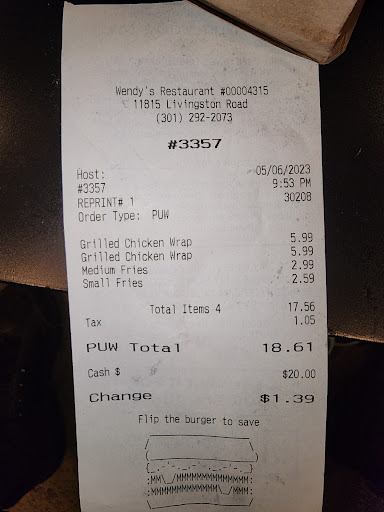 Wendy's Restaurant #00004315
11815 Livingston Road
(301) 292-2073
#3357
Host: 05/06/2023
#3357 9:53 PM
REPRINT# 1 30208
Order Type: PUW
Grilled Chicken Wrap 5.99
Grilled Chicken Wrap 5.99
Medium Fries 2.99
Small Fries 2.59
Total Items 4 17.56
Tax 1.05
PUW Total 18.61
Cash $ $20.00
Change $1.39
Flip the burger to save